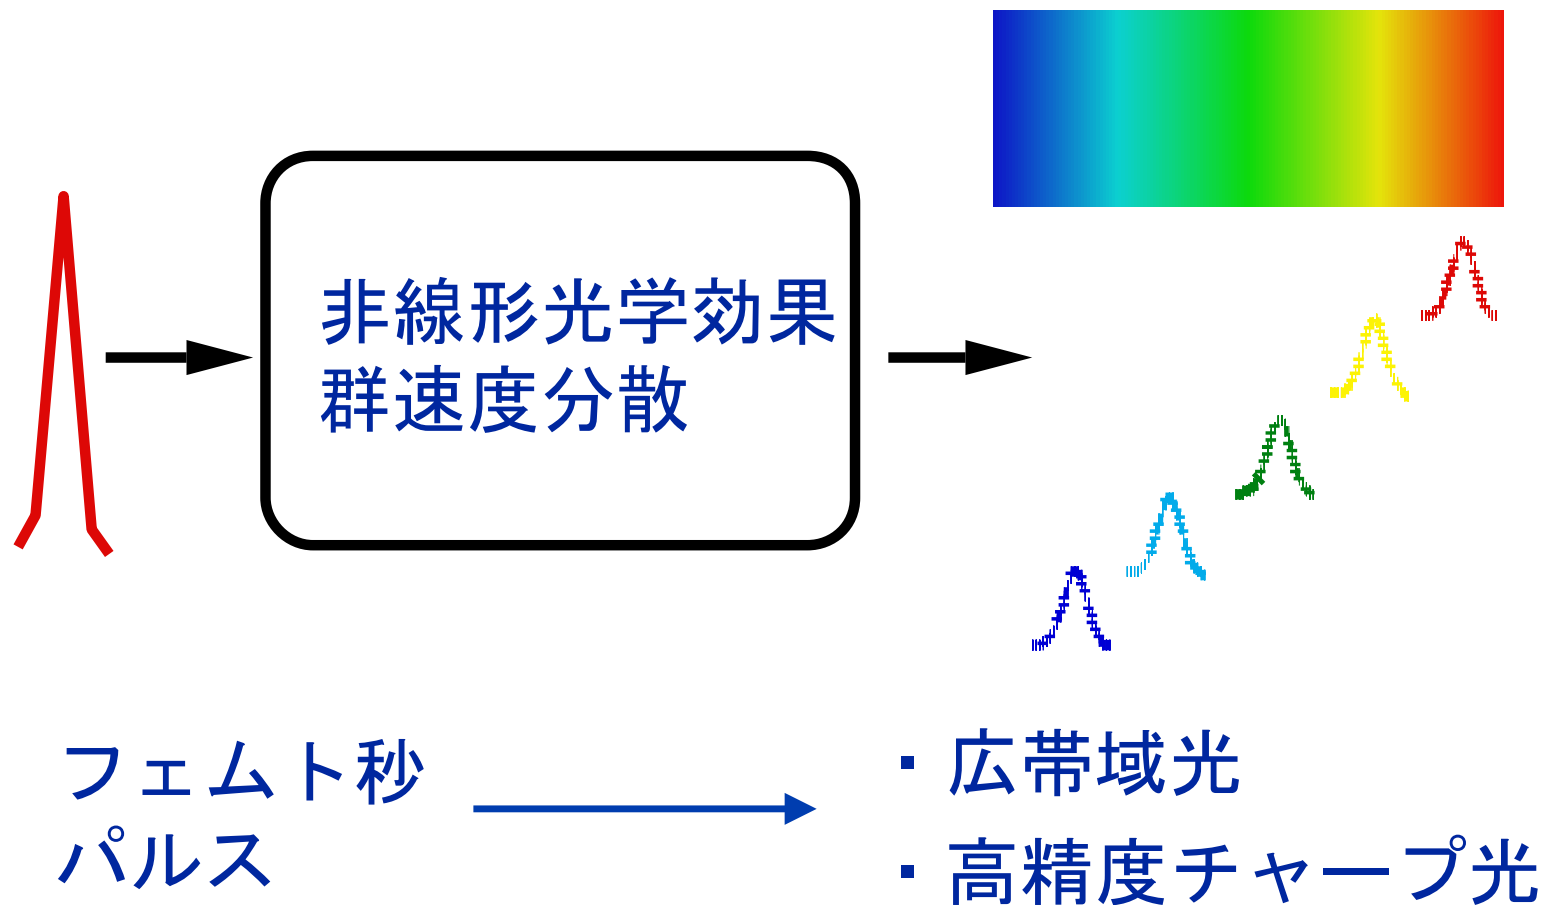 非線形光学効果
群速度分散
フェムト秒
パルス
・広帯域光
・高精度チャープ光